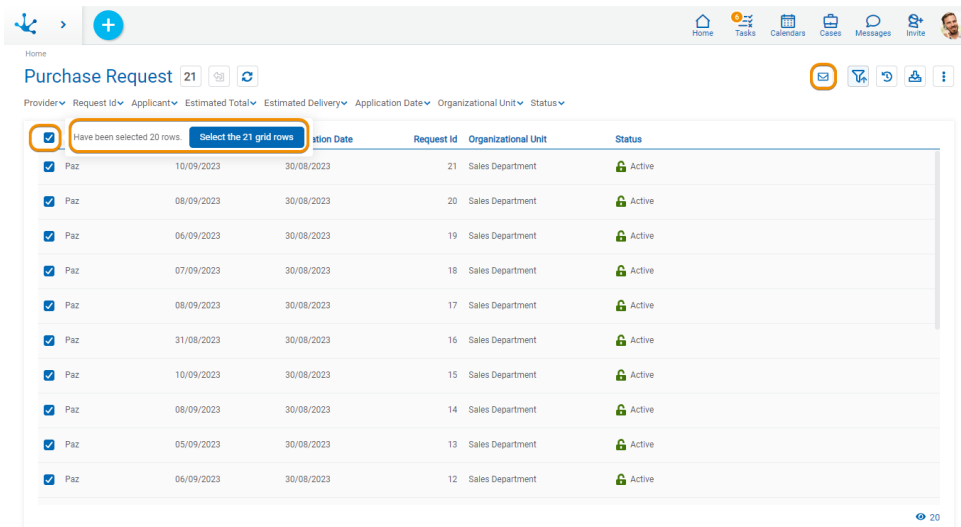 6
Home Tasks Calendars Cases Messages Invite
Home
Purchase Request 21
Provider Request Id Applicant Estimated Total Estimated Delivery Application Date Organizational Unit Status
Have been selected 20 rows. Select the 21 grid rows ation Date Request Id Organizational Unit Status
Paz 10/09/2023 30/08/2023 21 Sales Department Active
Paz 08/09/2023 30/08/2023 20 Sales Department Active
Paz 06/09/2023 30/08/2023 19 Sales Department Active
Paz 07/09/2023 30/08/2023 18 Sales Department Active
Paz 08/09/2023 30/08/2023 17 Sales Department Active
Paz 31/08/2023 30/08/2023 16 Sales Department Active
Paz 10/09/2023 30/08/2023 15 Sales Department Active
Paz 08/09/2023 30/08/2023 14 Sales Department Active
Paz 05/09/2023 30/08/2023 13 Sales Department Active
Paz 06/09/2023 30/08/2023 12 Sales Department Active
20